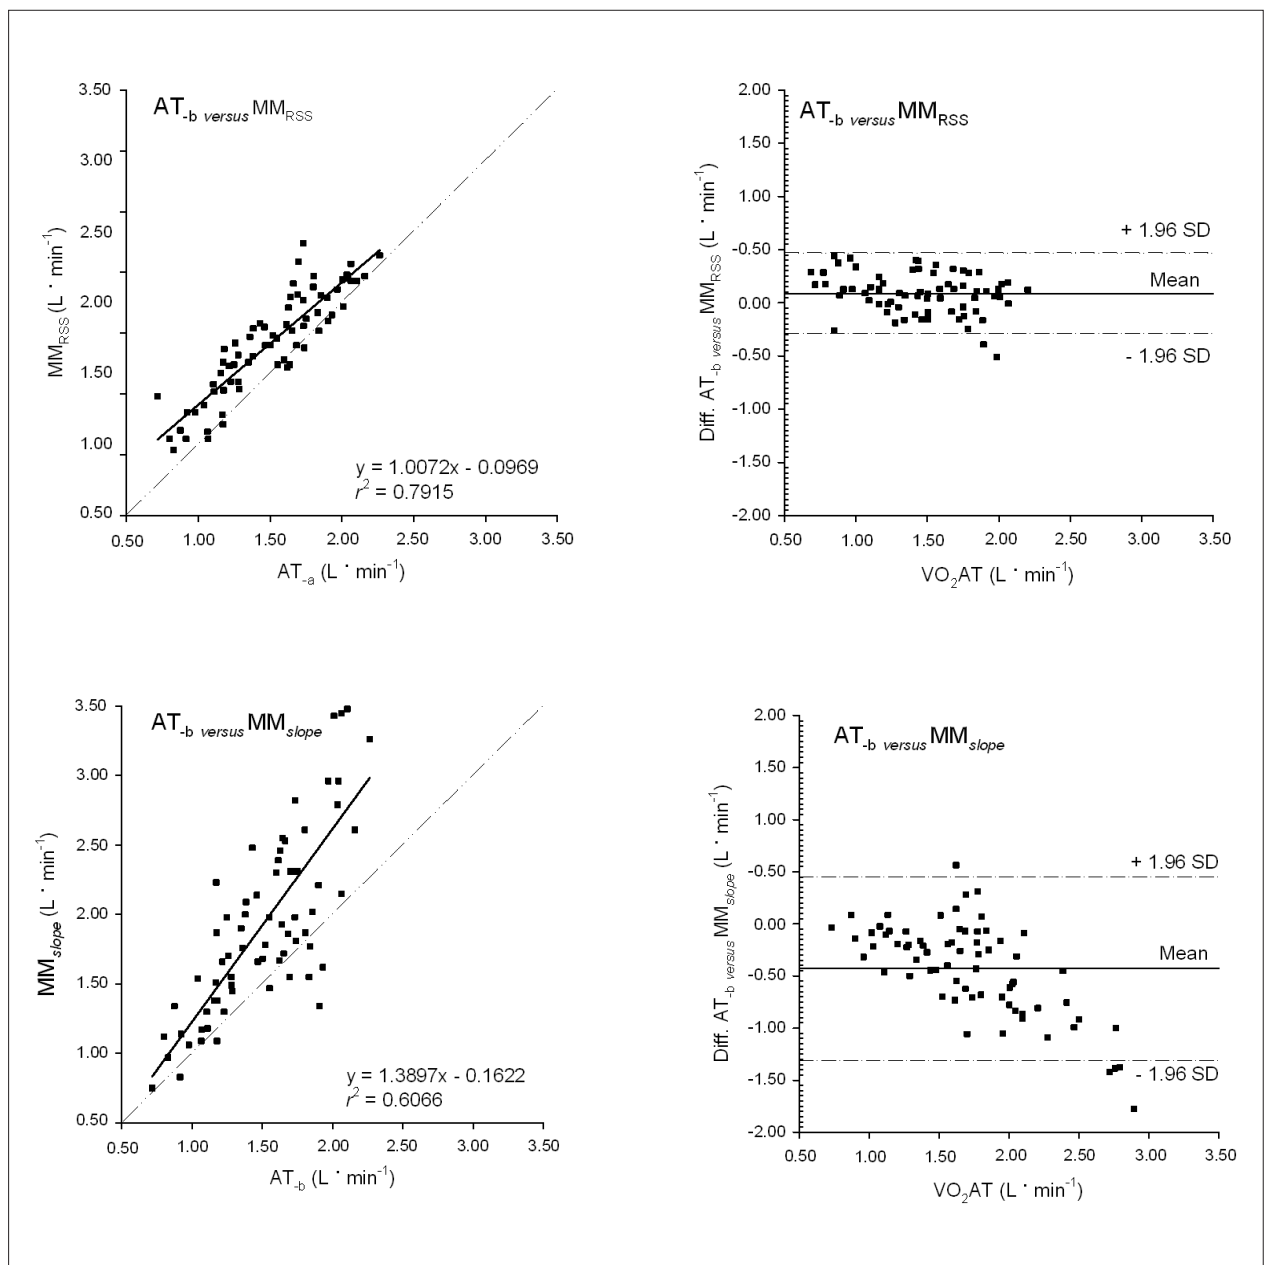 AT-b versus MMRSS
3.50
3.00
2.50
2.00
1.50
1.00
0.50
MMRSS (L · min-1)
y = 1.0072x - 0.0969
r2 = 0.7915
0.50 1.00 1.50 2.00 2.00 3.00 3.50
AT-a (L · min-1)
AT-b versus MMRSS
2.00
1.50
1.00
-0.50
0.00
-0.50
-1.00
-1.50
-2.00
Diff. AT-b versus MMRSS (L · min-1)
+ 1.96 SD
Mean
- 1.96 SD
0.50 1.00 1.50 2.00 2.00 3.00 3.50
VO2AT (L · min-1)
AT-b versus MMslope
3.50
3.00
2.50
2.00
1.50
1.00
0.50
MMslope (L · min-1)
y = 1.3897x - 0.1622
r2 = 0.6066
0.50 1.00 1.50 2.00 2.00 3.00 3.50
AT-b (L · min-1)
AT-b versus MMslope
2.00
1.50
1.00
-0.50
0.00
-0.50
-1.00
-1.50
-2.00
Diff. AT-b versus MMslope (L · min-1)
+ 1.96 SD
Mean
- 1.96 SD
0.50 1.00 1.50 2.00 2.50 3.00 3.50
VO2AT (L · min-1)